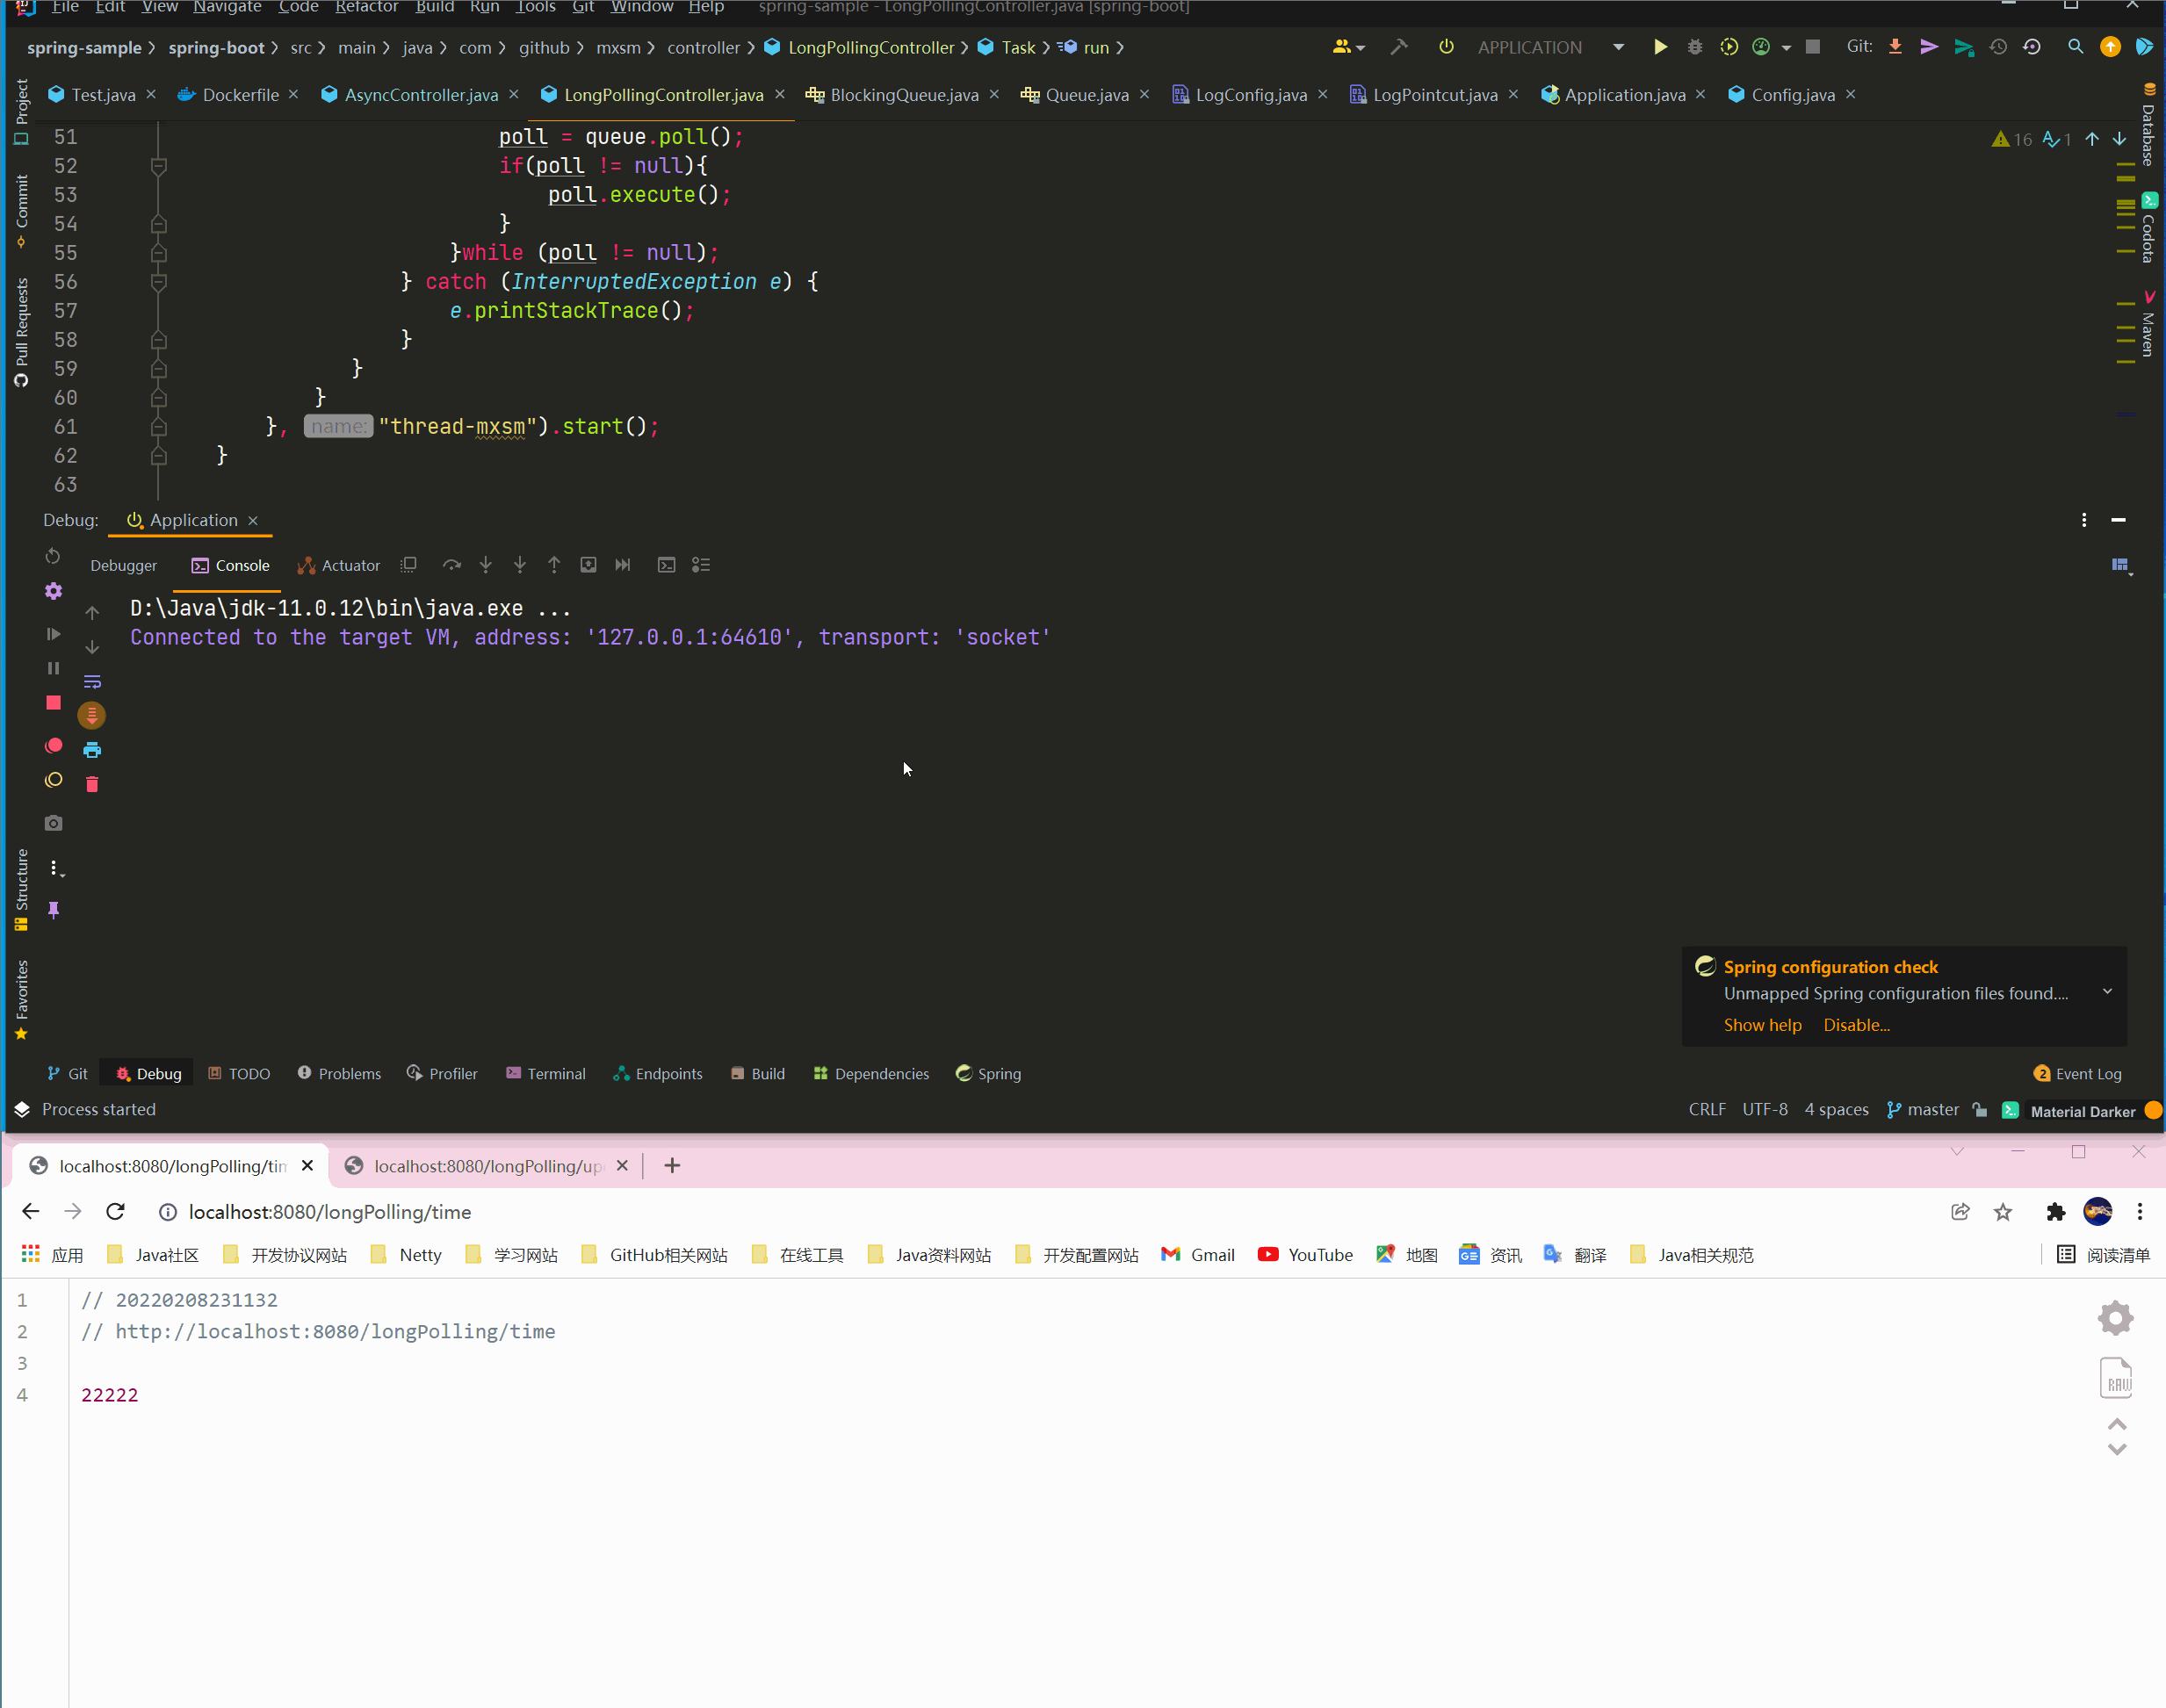 File Edit View Navigate Code Refactor Build Run Tools Git Window Help spring-sample - LongPollingController.java [spring-boot]
spring-sample spring-boot src main java com github mxsm controller LongPollingController Task run APPLICATION Git:
Test.java Dockerfile AsyncController.java LongPollingController.java BlockingQueue.java Queue.java LogConfig.java LogPointcut.java Application.java Config.java
Project
Commit
Pull Requests
Structure
Favorites
Database
Codota
Maven
16 1
51 poll = queue.poll();
52 if(poll != null){
53 poll.execute();
54 }
55 }while (poll != null);
56 } catch (InterruptedException e) {
57 e.printStackTrace();
58 }
59 }
60 }
61 }, name: "thread-mxsm").start();
62 }
63
Debug: Application
Debugger Console Actuator
D:\Java\jdk-11.0.12\bin\java.exe ...
Connected to the target VM, address: '127.0.0.1:64610', transport: 'socket'
Spring configuration check
Unmapped Spring configuration files found....
Show help Disable...
Git Debug TODO Problems Profiler Terminal Endpoints Build Dependencies Spring 2 Event Log
Process started CRLF UTF-8 4 spaces master Material Darker
localhost:8080/longPolling/tim localhost:8080/longPolling/up
localhost:8080/longPolling/time
应用 Java社区 开发协议网站 Netty 学习网站 GitHub相关网站 在线工具 Java资料网站 开发配置网站 Gmail YouTube 地图 资讯 翻译 Java相关规范 阅读清单
1 // 20220208231132
2 // http://localhost:8080/longPolling/time
3
4 22222
RAW